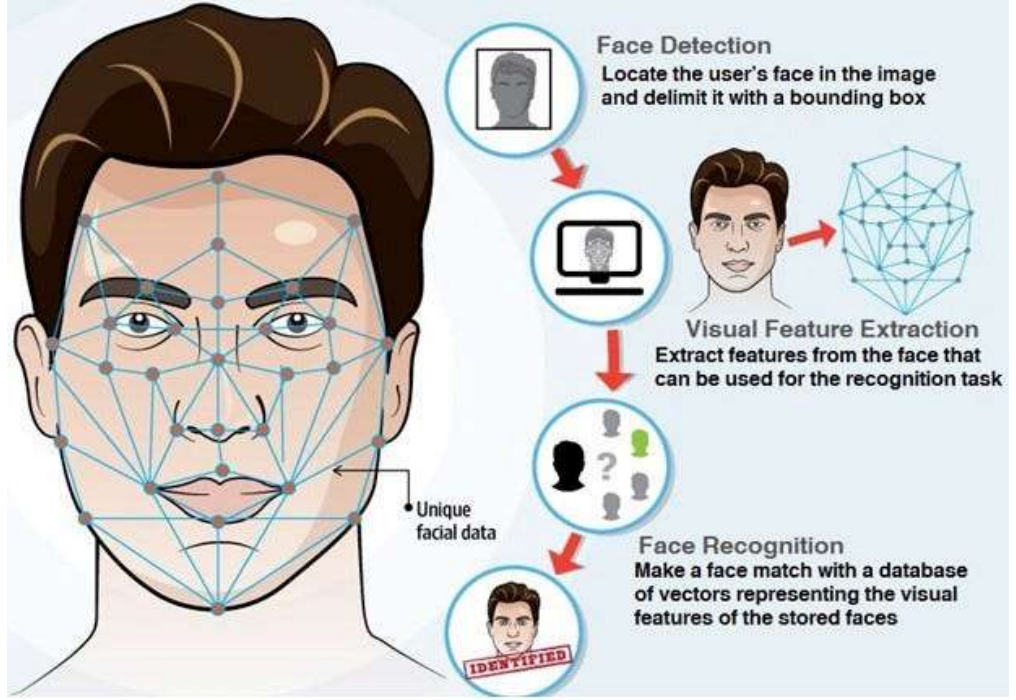 Face Detection
Locate the user's face in the image
and delimit it with a bounding box
Visual Feature Extraction
Extract features from the face that
can be used for the recognition task
Unique
facial data
?
Face Recognition
Make a face match with a database
of vectors representing the visual
features of the stored faces
IDENTIFIED